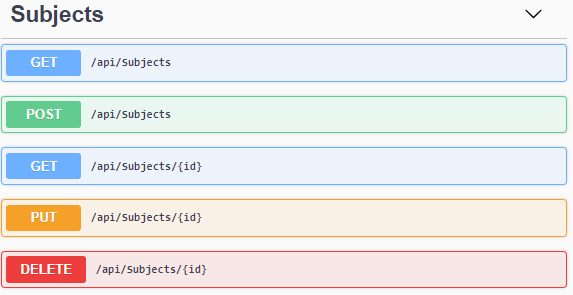 Subjects
GET /api/Subjects
POST /api/Subjects
GET /api/Subjects/{id}
PUT /api/Subjects/{id}
DELETE /api/Subjects/{id}